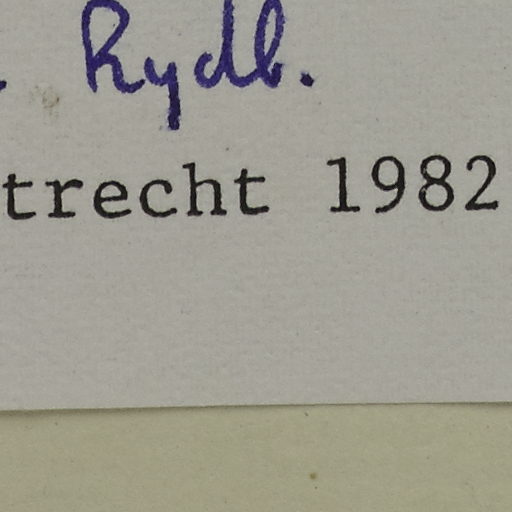 . Rydb.
trecht 1982